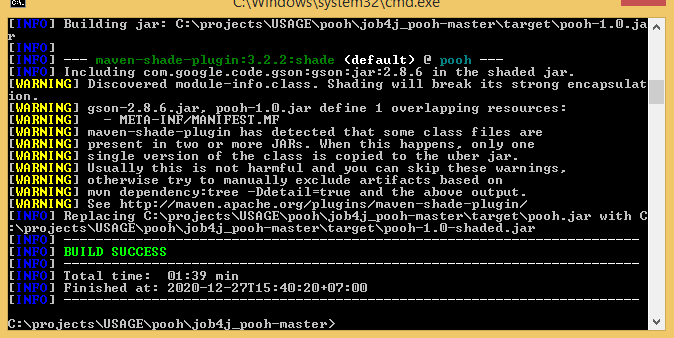 C:\Windows\system32\cmd.exe
[INFO] Building jar: C:\projects\USAGE\pooh\job4j_pooh-master\target\pooh-1.0.ja
r
[INFO]
[INFO] --- maven-shade-plugin:3.2.2:shade (default) @ pooh ---
[INFO] Including com.google.code.gson:gson:jar:2.8.6 in the shaded jar.
[WARNING] Discovered module-info.class. Shading will break its strong encapsulat
ion.
[WARNING] gson-2.8.6.jar, pooh-1.0.jar define 1 overlapping resources:
[WARNING]   - META-INF/MANIFEST.MF
[WARNING] maven-shade-plugin has detected that some class files are
[WARNING] present in two or more JARs. When this happens, only one
[WARNING] single version of the class is copied to the uber jar.
[WARNING] Usually this is not harmful and you can skip these warnings,
[WARNING] otherwise try to manually exclude artifacts based on
[WARNING] mvn dependency:tree -Ddetail=true and the above output.
[WARNING] See http://maven.apache.org/plugins/maven-shade-plugin/
[INFO] Replacing C:\projects\USAGE\pooh\job4j_pooh-master\target\pooh.jar with C
:\projects\USAGE\pooh\job4j_pooh-master\target\pooh-1.0-shaded.jar
[INFO] ------------------------------------------------------------------------
[INFO] BUILD SUCCESS
[INFO] ------------------------------------------------------------------------
[INFO] Total time:  01:39 min
[INFO] Finished at: 2020-12-27T15:40:20+07:00
[INFO] ------------------------------------------------------------------------
C:\projects\USAGE\pooh\job4j_pooh-master>